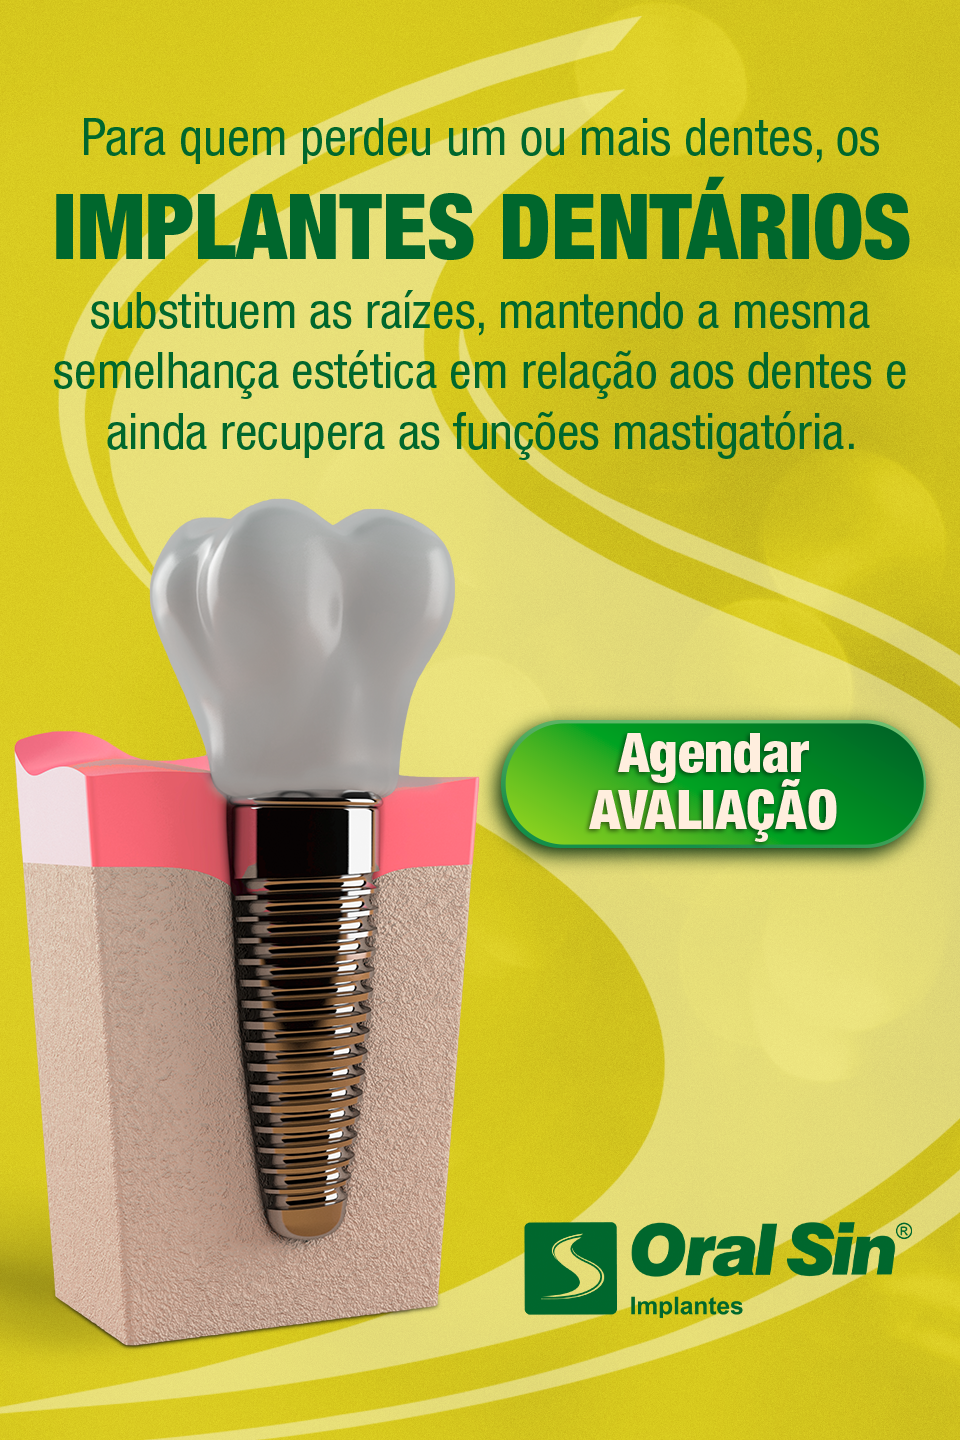 Para quem perdeu um ou mais dentes, os
IMPLANTES DENTÁRIOS
substituem as raízes, mantendo a mesma
semelhança estética em relação aos dentes e
ainda recupera as funções mastigatória.
Agendar
AVALIAÇÃO
Oral Sin®
Implantes